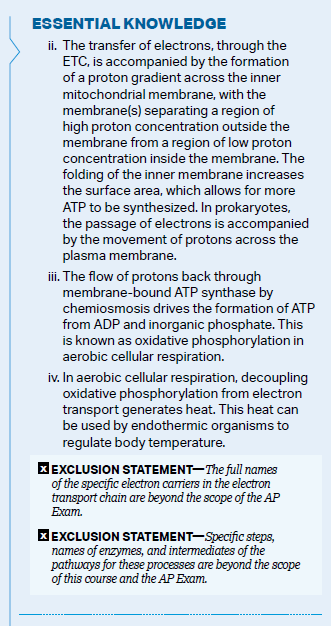 ESSENTIAL KNOWLEDGE
ii. The transfer of electrons, through the
ETC, is accompanied by the formation
of a proton gradient across the inner
mitochondrial membrane, with the
membrane(s) separating a region of
high proton concentration outside the
membrane from a region of low proton
concentration inside the membrane. The
folding of the inner membrane increases
the surface area, which allows for more
ATP to be synthesized. In prokaryotes,
the passage of electrons is accompanied
by the movement of protons across the
plasma membrane.
iii. The flow of protons back through
membrane-bound ATP synthase by
chemiosmosis drives the formation of ATP
from ADP and inorganic phosphate. This
is known as oxidative phosphorylation in
aerobic cellular respiration.
iv. In aerobic cellular respiration, decoupling
oxidative phosphorylation from electron
transport generates heat. This heat can
be used by endothermic organisms to
regulate body temperature.
X EXCLUSION STATEMENT—The full names
of the specific electron carriers in the electron
transport chain are beyond the scope of the AP
Exam.
X EXCLUSION STATEMENT—Specific steps,
names of enzymes, and intermediates of the
pathways for these processes are beyond the scope
of this course and the AP Exam.